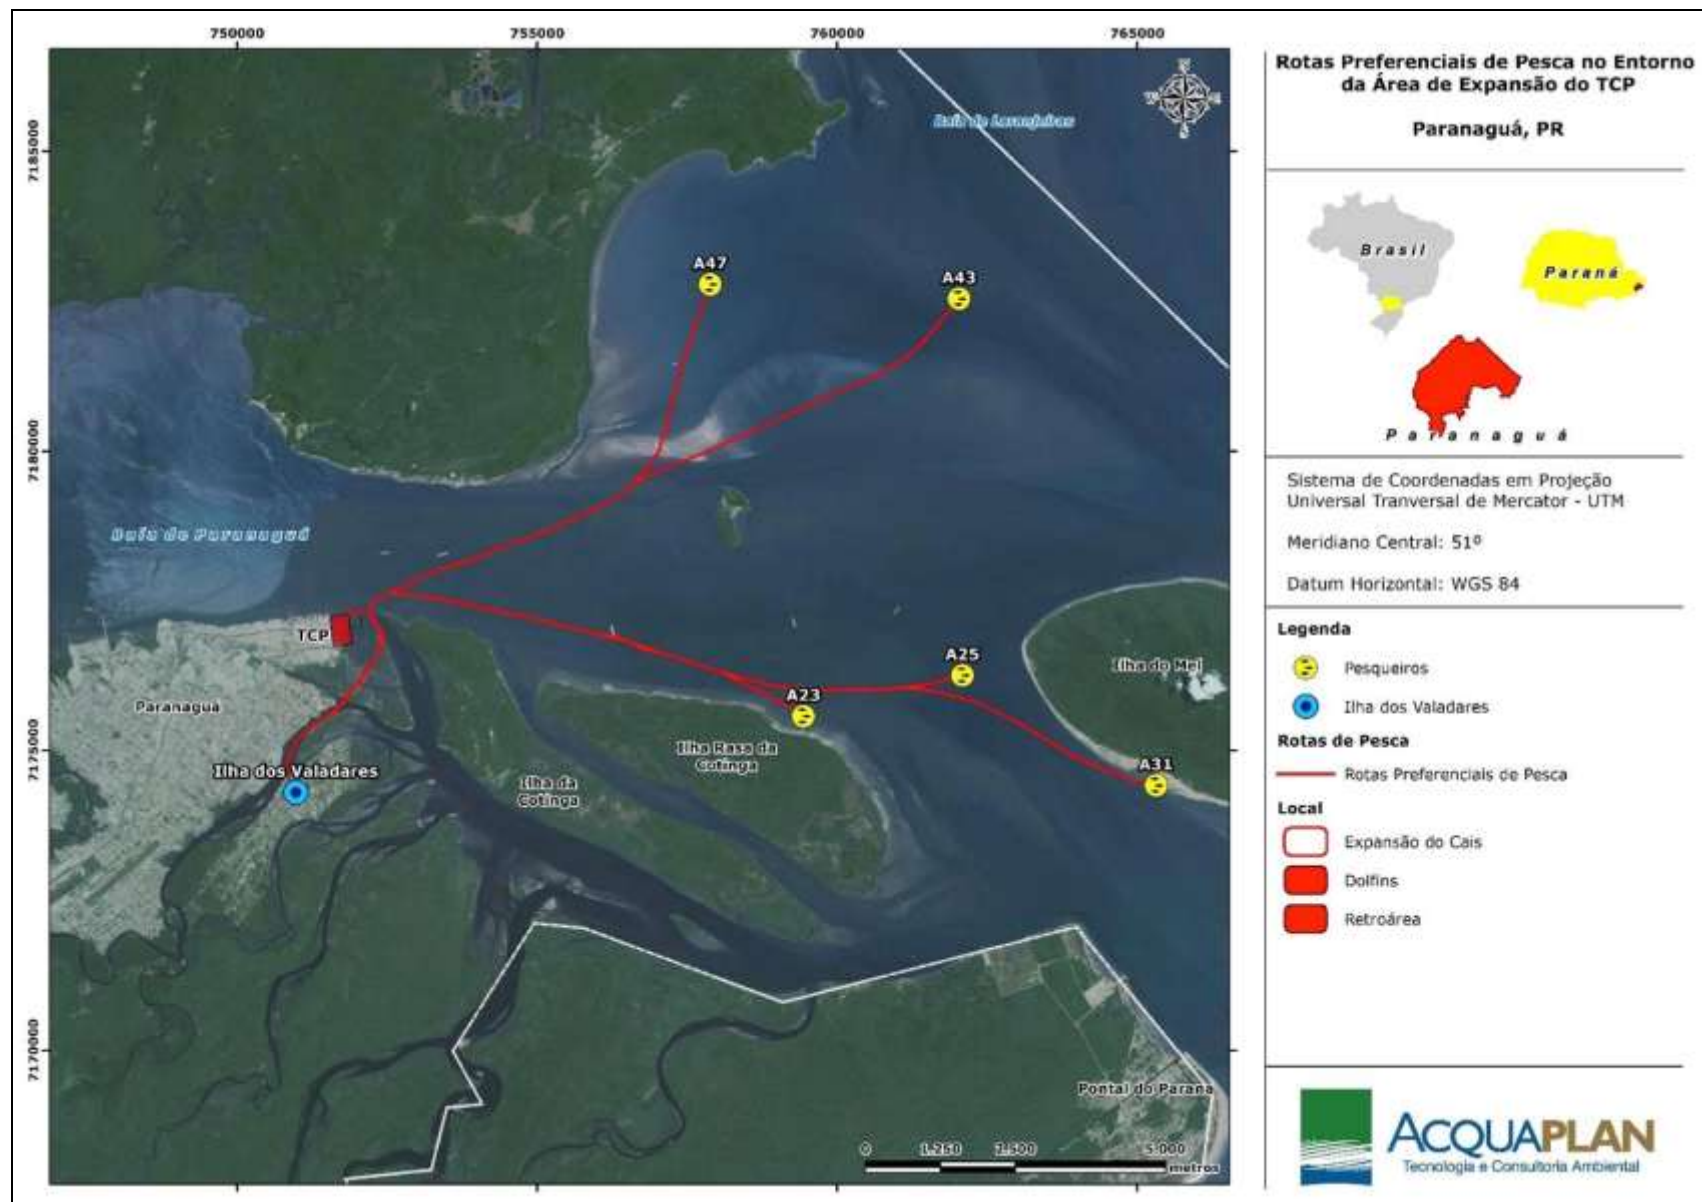 750000
755000
760000
765000
7185000
7180000
7175000
7170000
Baía de Laranjeiras
A47
A43
Baía de Paranaguá
TCP
Paranaguá
Ilha dos Valadares
Ilha da
Cotinga
Ilha Rasa da
Cotinga
A23
A25
A31
Ilha do Mel
Pontal do Paraná
0 1.250 2.500 5.000
metros
Rotas Preferenciais de Pesca no Entorno
da Área de Expansão do TCP
Paranaguá, PR
Brasil
Paraná
Paranaguá
Sistema de Coordenadas em Projeção
Universal Tranversal de Mercator - UTM
Meridiano Central: 51º
Datum Horizontal: WGS 84
Legenda
Pesqueiros
Ilha dos Valadares
Rotas de Pesca
Rotas Preferenciais de Pesca
Local
Expansão do Cais
Dolfins
Retroárea
ACQUAPLAN
Tecnologia e Consultoria Ambiental